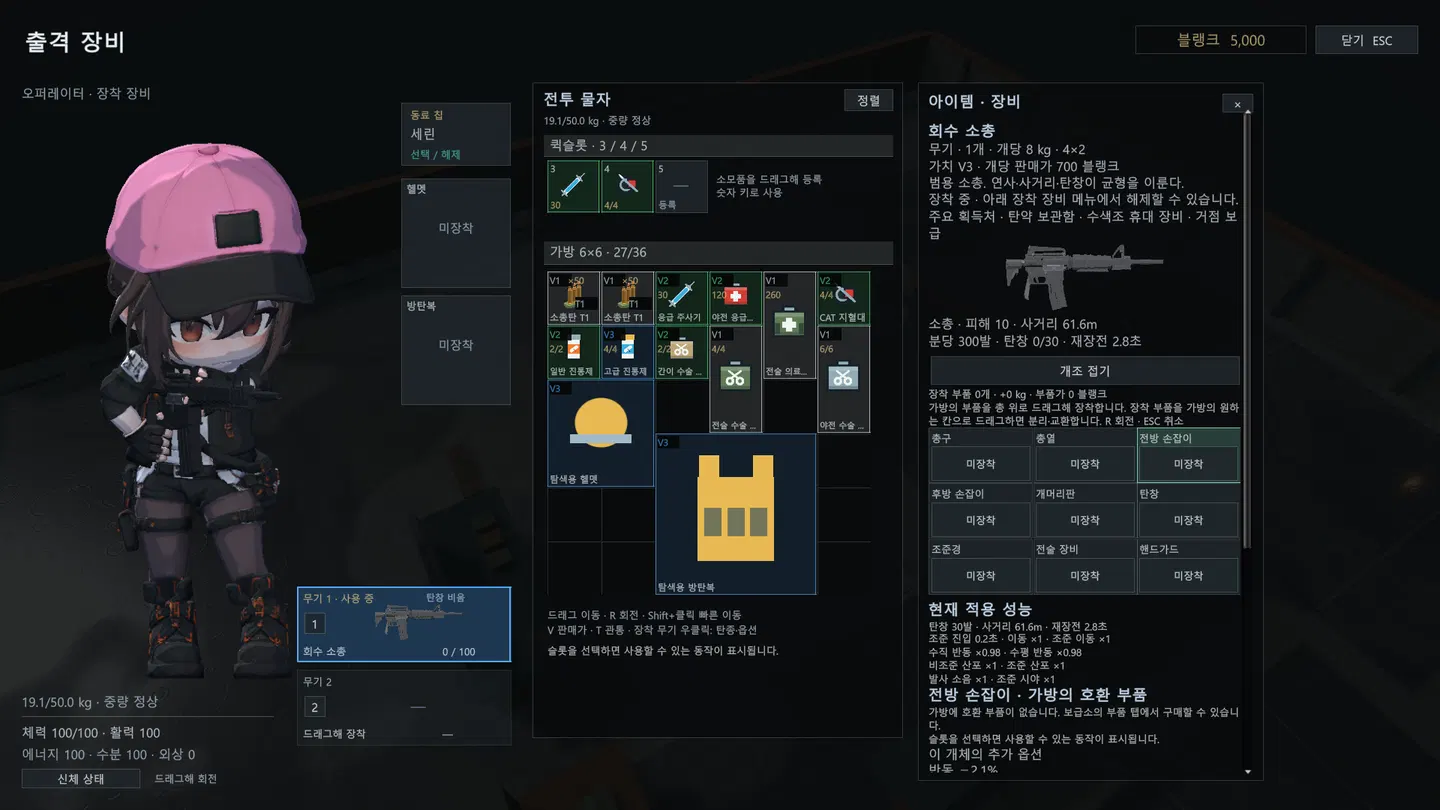 출격 장비
블랭크 5,000
닫기 ESC
오퍼레이터 · 장착 장비
동료 칩
세린
선택 / 해제
헬멧
미장착
방탄복
미장착
무기 1 · 사용 중
탄창 비움
1
회수 소총
0 / 100
무기 2
2
—
드래그해 장착
—
19.1/50.0 kg · 중량 정상
체력 100/100 · 활력 100
에너지 100 · 수분 100 · 외상 0
신체 상태
드래그해 회전
전투 물자
정렬
19.1/50.0 kg · 중량 정상
퀵슬롯 · 3 / 4 / 5
3
30
4
4/4
5
—
등록
소모품을 드래그해 등록
숫자 키로 사용
가방 6×6 · 27/36
V1 ×50
T1
소총탄 T1
V1 ×50
T1
소총탄 T1
V2
30
응급 주사기
V2
120
야전 응급...
V1
260
전술 의료...
V2
4/4
CAT 지혈대
V2
2/2
일반 진통제
V3
4/4
고급 진통제
V2
2/2
간이 수술 ...
V1
4/4
전술 수술 ...
V1
6/6
야전 수술 ...
V3
탐색용 헬멧
V3
탐색용 방탄복
드래그 이동 · R 회전 · Shift+클릭 빠른 이동
V 판매가 · T 관통 · 장착 무기 우클릭: 탄종·옵션
슬롯을 선택하면 사용할 수 있는 동작이 표시됩니다.
아이템 · 장비
×
회수 소총
무기 · 1개 · 개당 8 kg · 4×2
가치 V3 · 개당 판매가 700 블랭크
범용 소총. 연사·사거리·탄창이 균형을 이룬다.
장착 중 · 아래 장착 장비 메뉴에서 해제할 수 있습니다.
주요 획득처 · 탄약 보관함 · 수색조 휴대 장비 · 거점 보
급
소총 · 피해 10 · 사거리 61.6m
분당 300발 · 탄창 0/30 · 재장전 2.8초
개조 접기
장착 부품 0개 · +0 kg · 부품가 0 블랭크
가방의 부품을 총 위로 드래그해 장착합니다. 장착 부품을 가방의 원하
는 칸으로 드래그하면 분리·교환합니다. R 회전 · ESC 취소
총구
총열
전방 손잡이
미장착
미장착
미장착
후방 손잡이
개머리판
탄창
미장착
미장착
미장착
조준경
전술 장비
핸드가드
미장착
미장착
미장착
현재 적용 성능
탄창 30발 · 사거리 61.6m · 재장전 2.8초
조준 진입 0.2초 · 이동 ×1 · 조준 이동 ×1
수직 반동 ×0.98 · 수평 반동 ×0.98
비조준 산포 ×1 · 조준 산포 ×1
발사 소음 ×1 · 조준 시야 ×1
전방 손잡이 · 가방의 호환 부품
가방에 호환 부품이 없습니다. 보급소의 부품 탭에서 구매할 수 있습니
다.
슬롯을 선택하면 사용할 수 있는 동작이 표시됩니다.
이 개체의 추가 옵션
반동 −2.1%